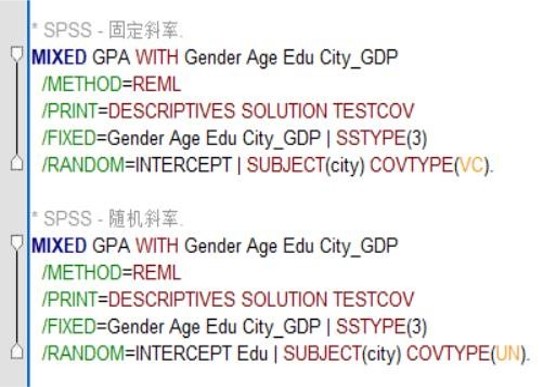 * SPSS - 固定斜率.
MIXED GPA WITH Gender Age Edu City_GDP
/METHOD=REML
/PRINT=DESCRIPTIVES SOLUTION TESTCOV
/FIXED=Gender Age Edu City_GDP | SSTYPE(3)
/RANDOM=INTERCEPT | SUBJECT(city) COVTYPE(VC).
* SPSS - 随机斜率.
MIXED GPA WITH Gender Age Edu City_GDP
/METHOD=REML
/PRINT=DESCRIPTIVES SOLUTION TESTCOV
/FIXED=Gender Age Edu City_GDP | SSTYPE(3)
/RANDOM=INTERCEPT Edu | SUBJECT(city) COVTYPE(UN).